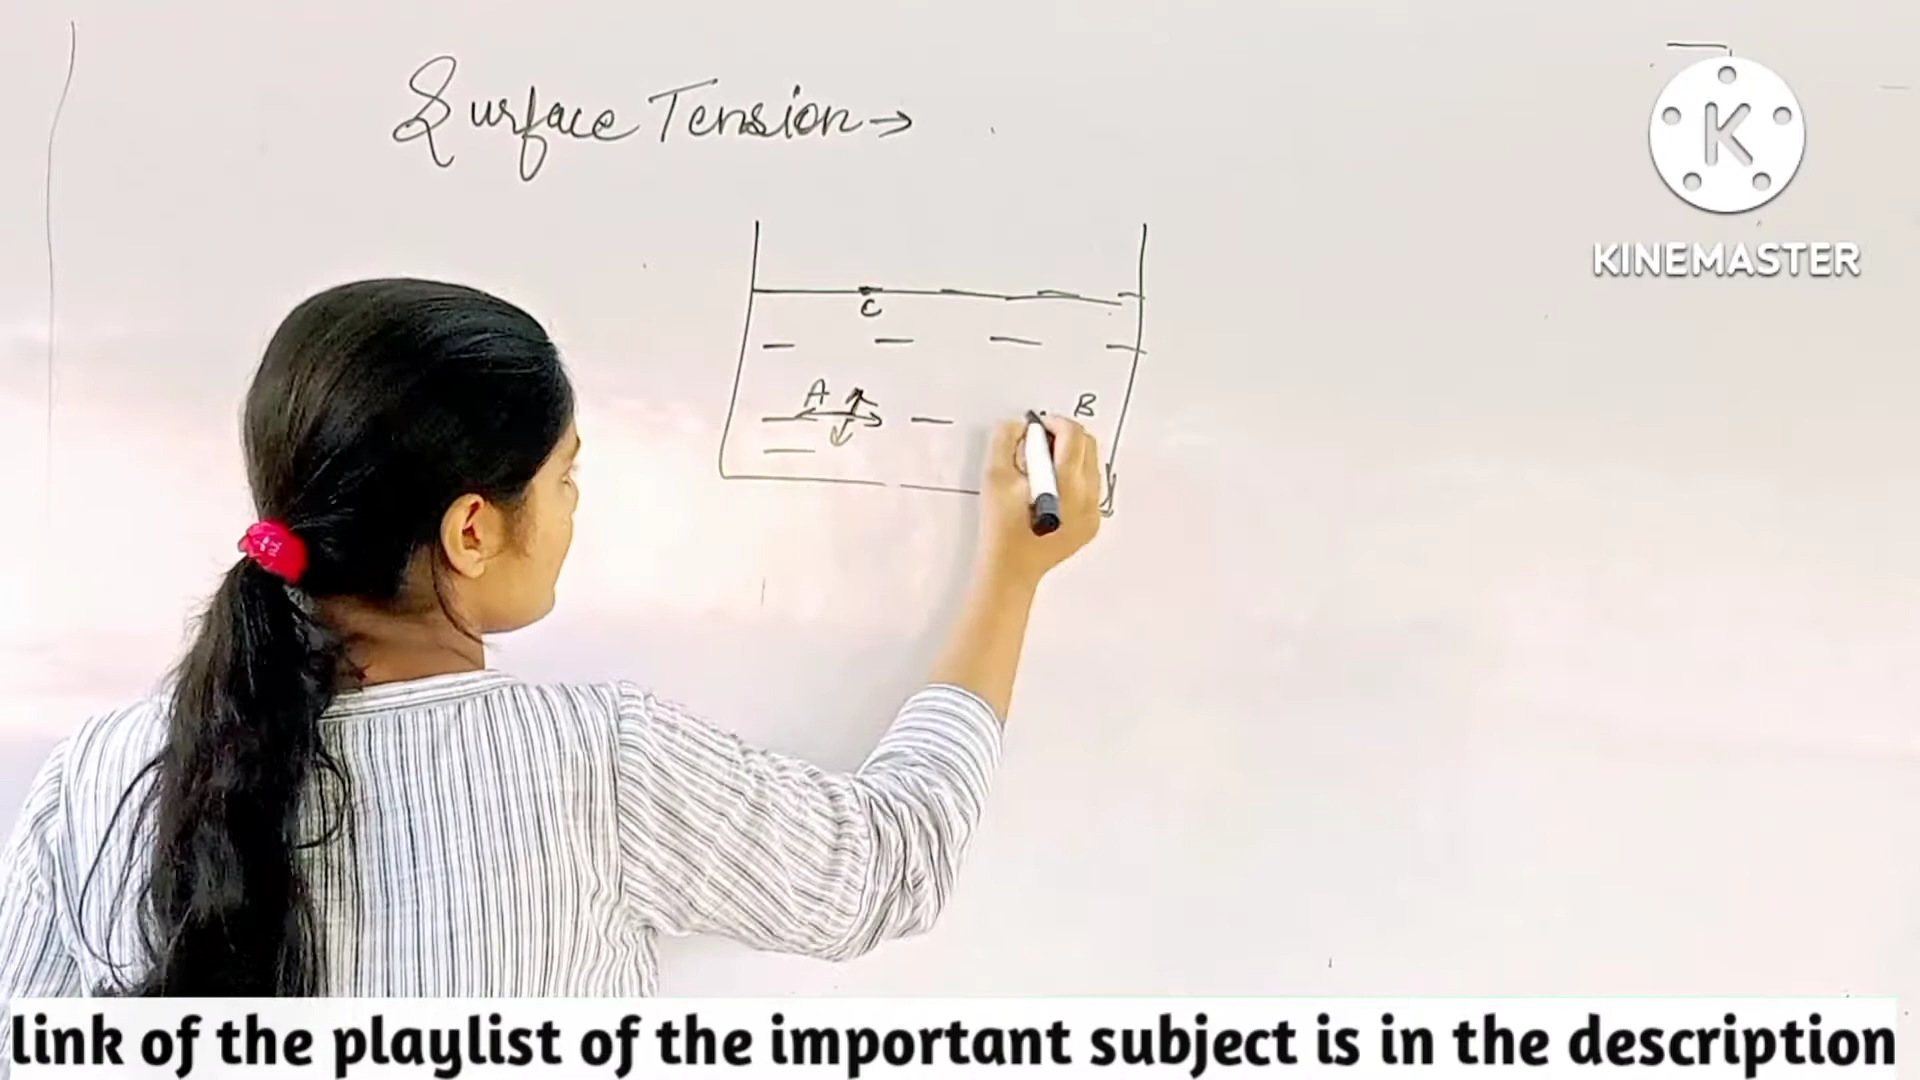 Surface Tension →
KINEMASTER
C
A
B
link of the playlist of the important subject is in the description